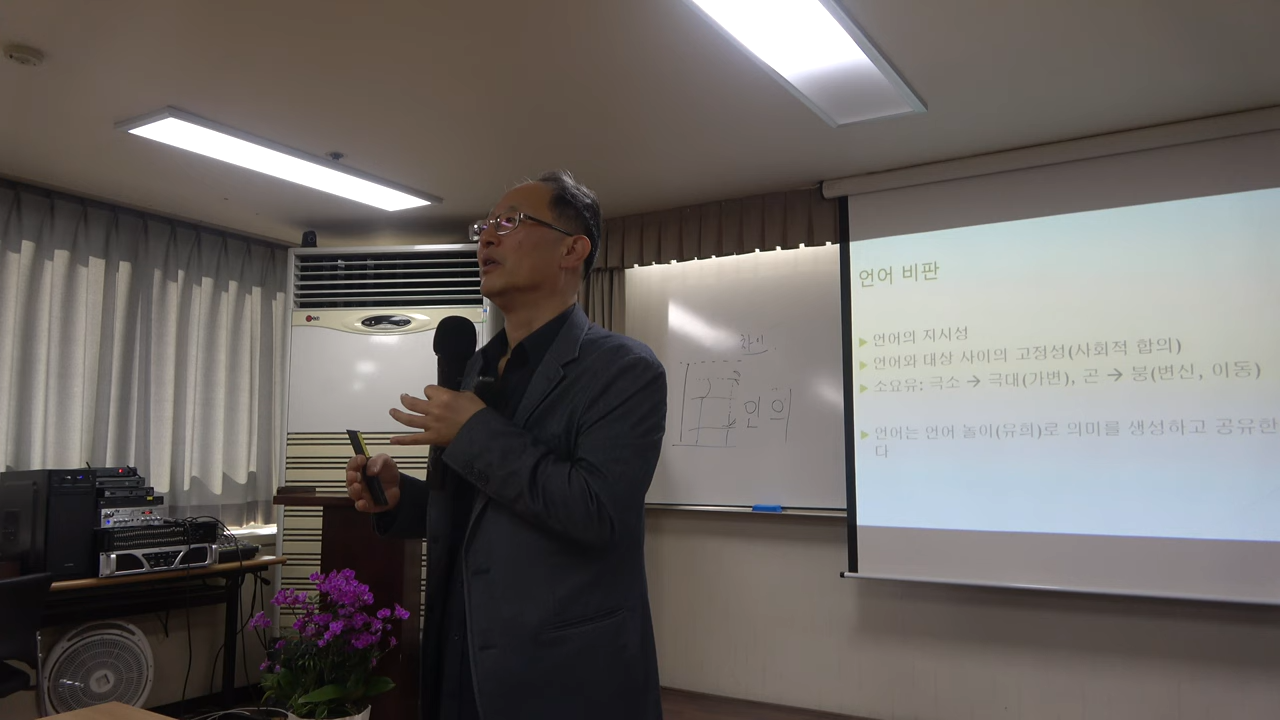 언어 비판
언어의 지시성
언어와 대상 사이의 고정성(사회적 합의)
소요유: 극소 → 극대(가변), 곤 → 붕(변신, 이동)
언어는 언어 놀이(유희)로 의미를 생성하고 공유한
다
인 의